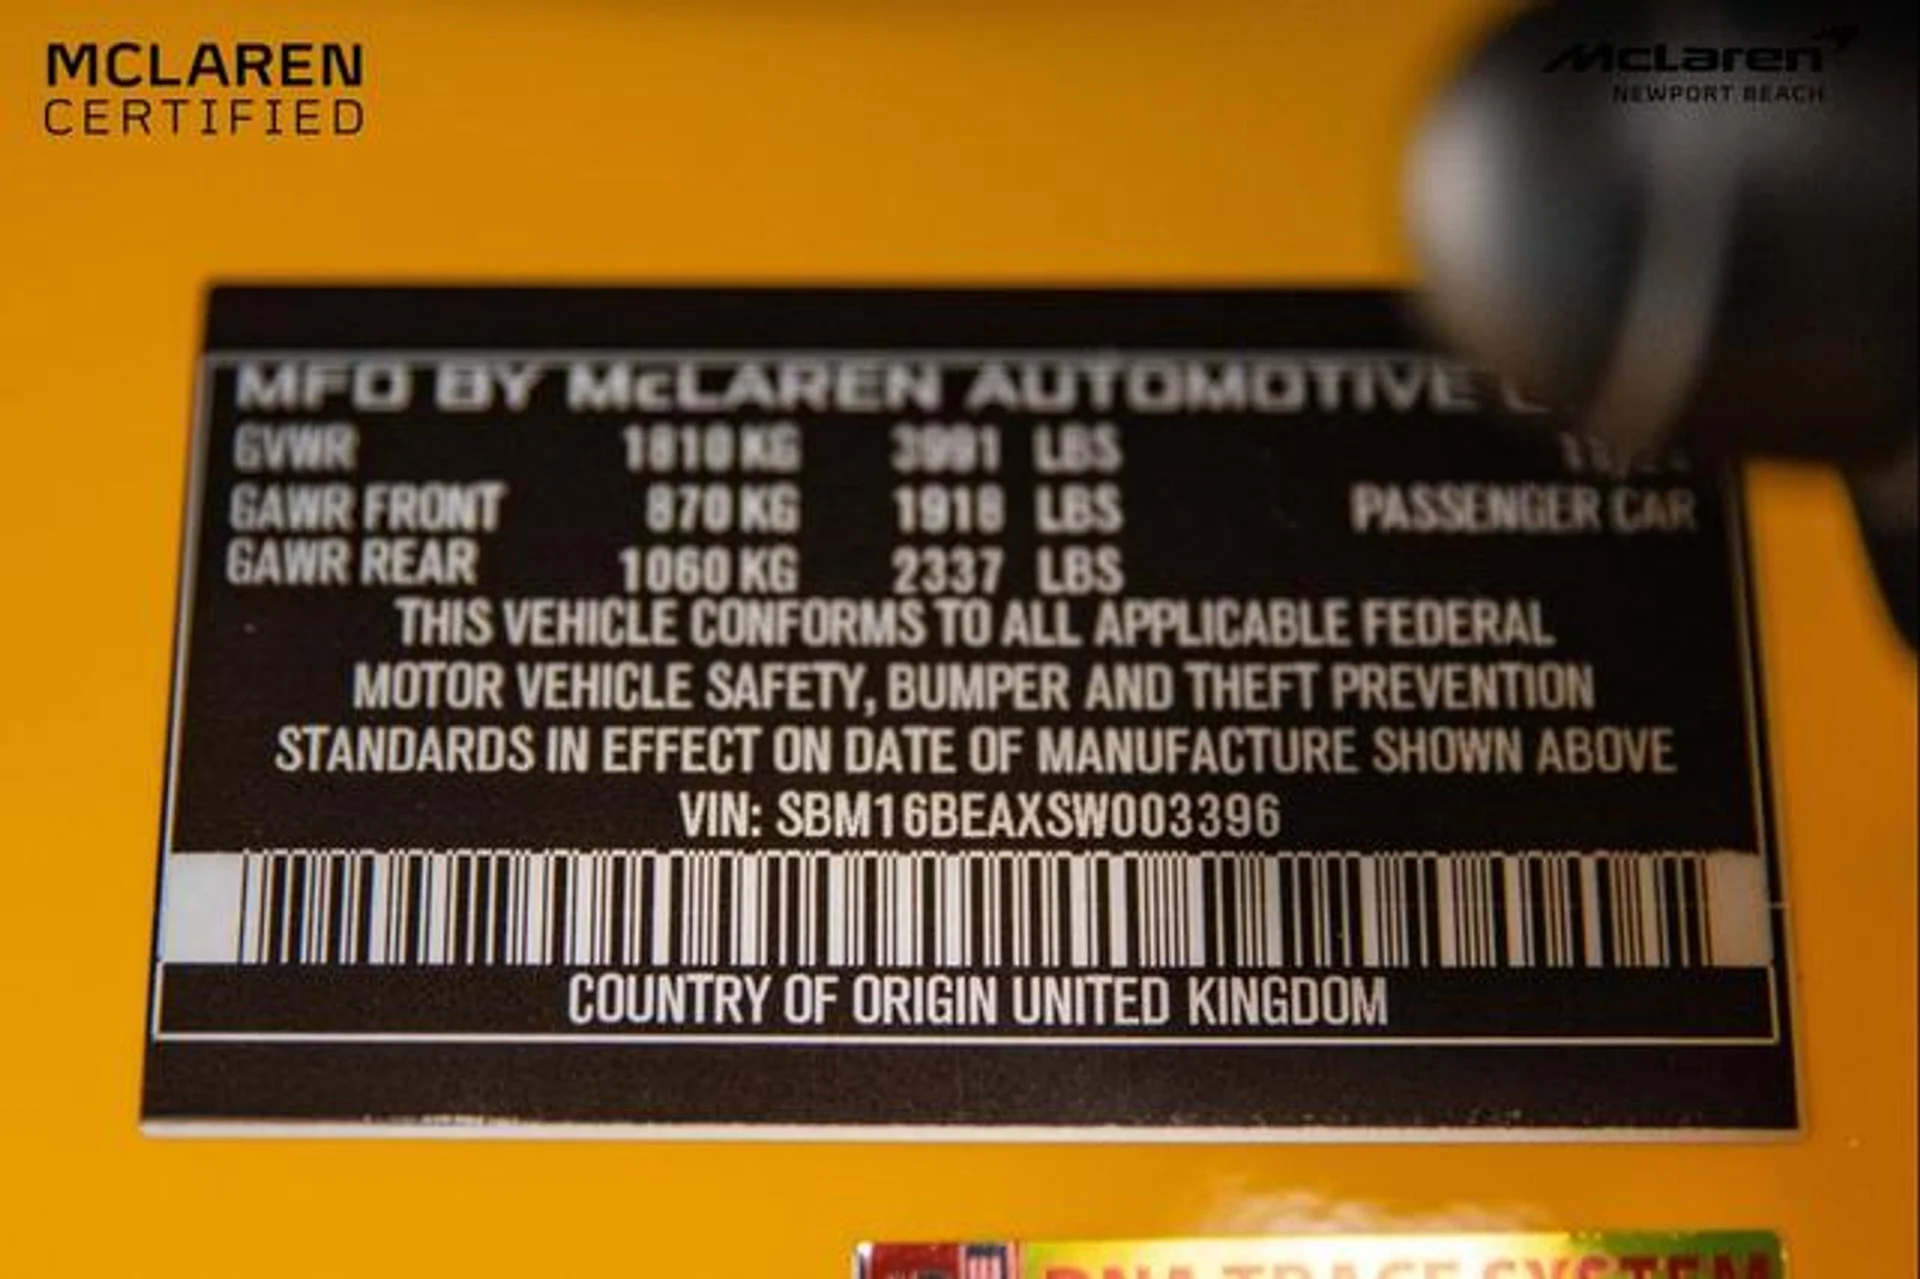 MCLAREN
CERTIFIED
McLaren
NEWPORT BEACH
MFD BY McLAREN AUTOMOTIVE
GVWR 1810 KG 3991 LBS
GAWR FRONT 870 KG 1918 LBS PASSENGER CAR
GAWR REAR 1060 KG 2337 LBS
THIS VEHICLE CONFORMS TO ALL APPLICABLE FEDERAL
MOTOR VEHICLE SAFETY, BUMPER AND THEFT PREVENTION
STANDARDS IN EFFECT ON DATE OF MANUFACTURE SHOWN ABOVE
VIN: SBM16BEAXSW003396
COUNTRY OF ORIGIN UNITED KINGDOM
DNA TRACE SYSTEM